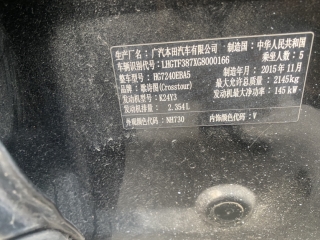 生产厂名：广汽本田汽车有限公司 制造国：中华人民共和国
车辆识别代号：LHGTF387XG8000166 乘坐人数：5
整车型号：HG7240EBA5 制造年月：2015年11月
品牌：歌诗图(Crosstour) 最大允许总质量：2145kg
发动机型号：K24Y3 发动机最大净功率：145kW
发动机排量：2.354L
外观颜色代码：NH730 内饰颜色代码：V